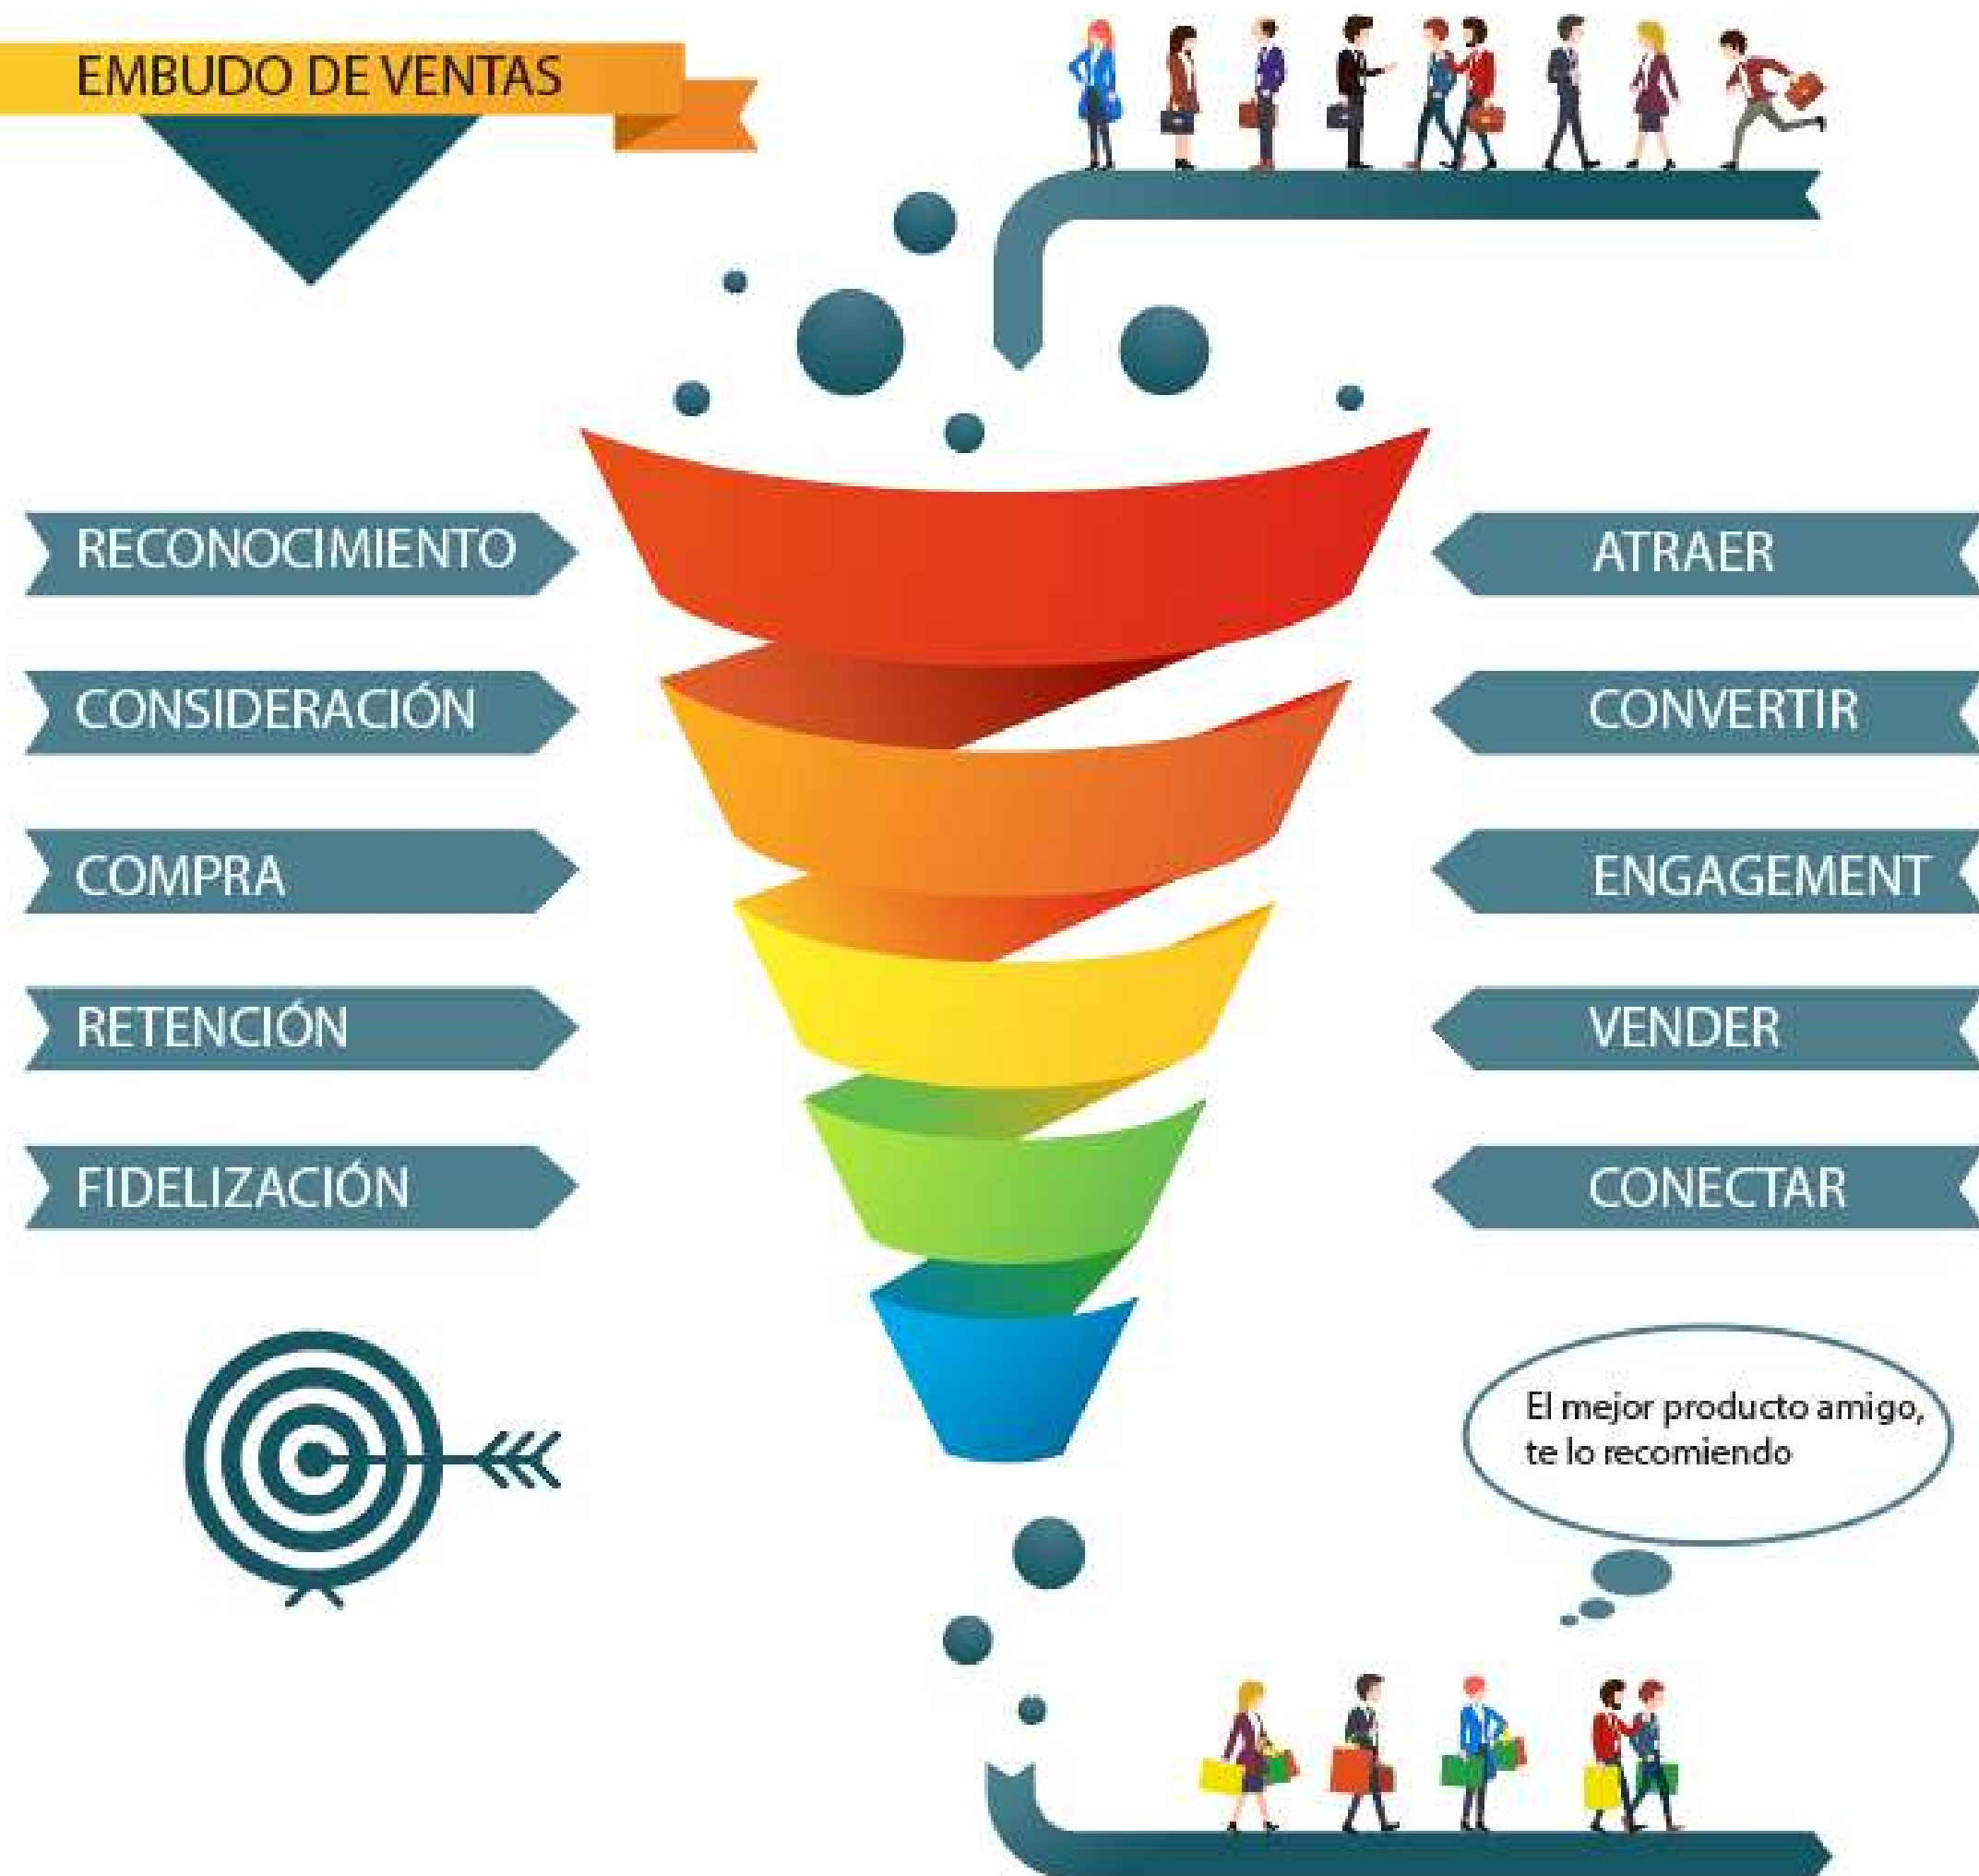 EMBUDO DE VENTAS
RECONOCIMIENTO
ATRAER
CONSIDERACIÓN
CONVERTIR
COMPRA
ENGAGEMENT
RETENCIÓN
VENDER
FIDELIZACIÓN
CONECTAR
El mejor producto amigo,
te lo recomiendo